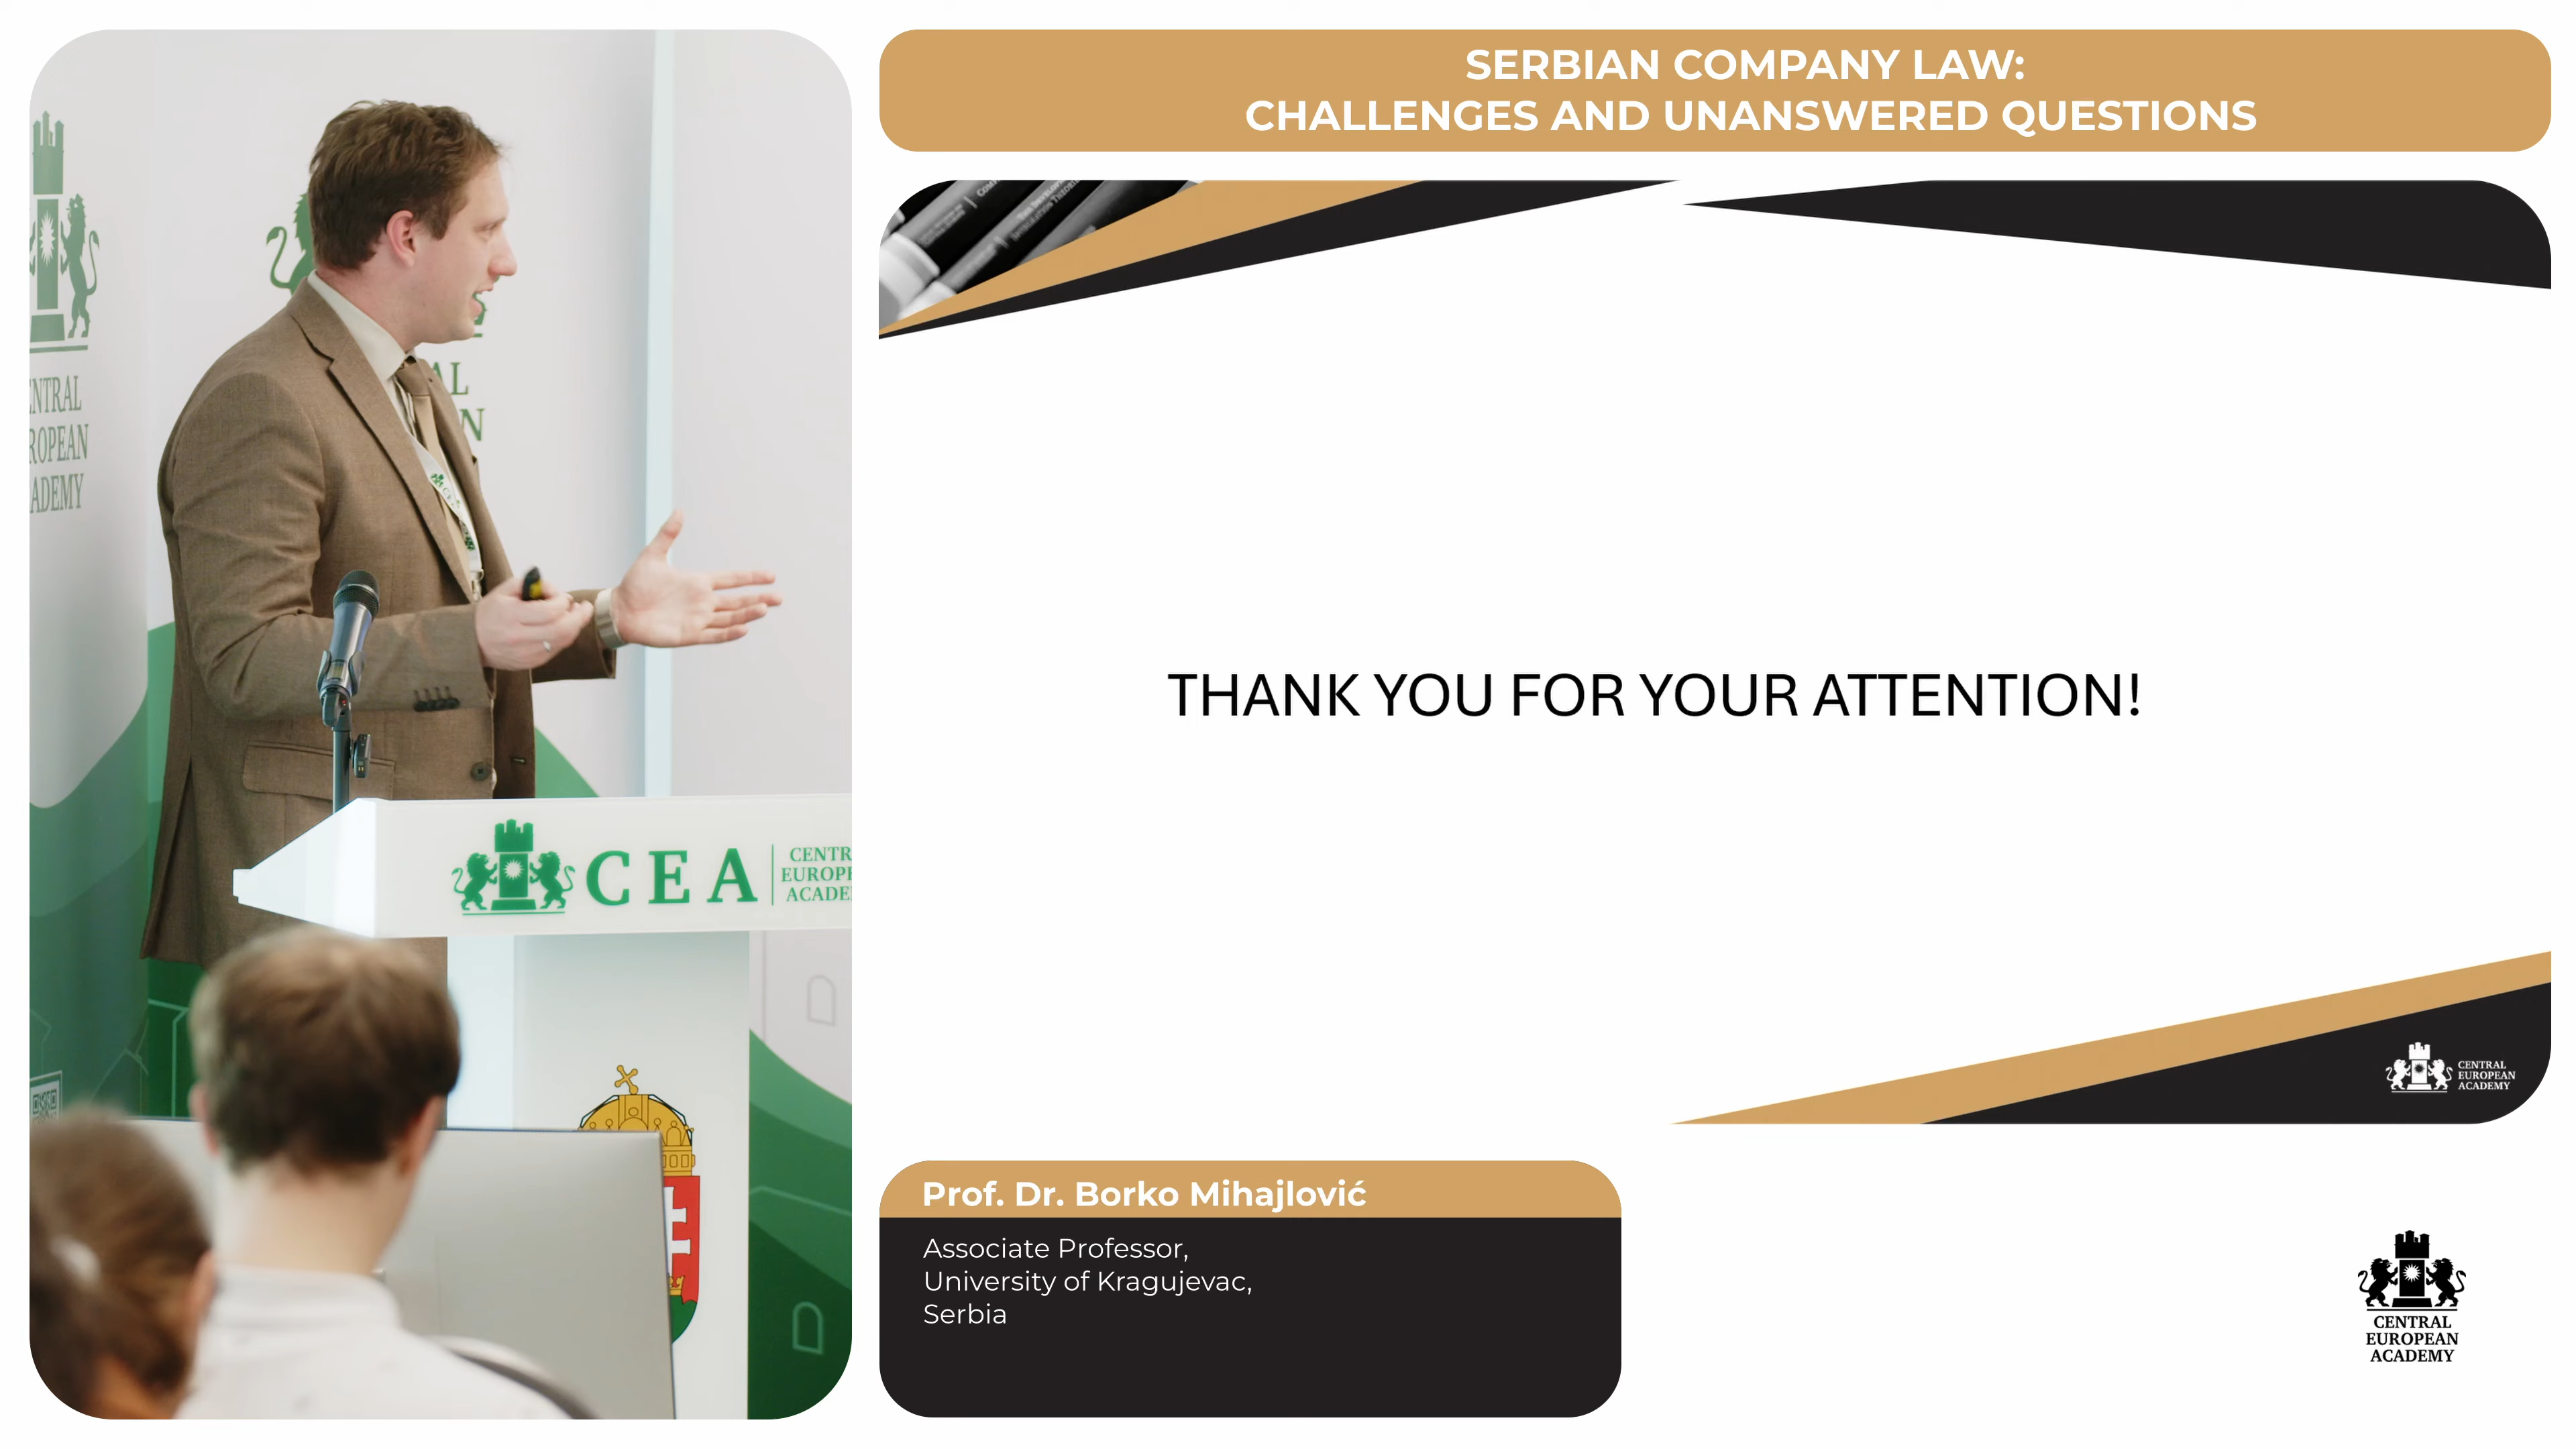 SERBIAN COMPANY LAW:
CHALLENGES AND UNANSWERED QUESTIONS
THANK YOU FOR YOUR ATTENTION!
CENTRAL
EUROPEAN
ACADEMY
Prof. Dr. Borko Mihajlović
Associate Professor,
University of Kragujevac,
Serbia
CENTRAL
EUROPEAN
ACADEMY
CEA